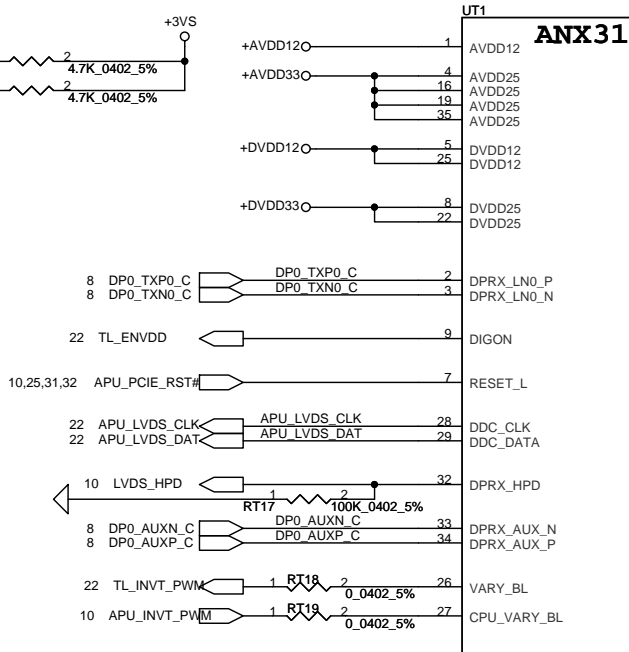 UT1
+3VS
ANX31
2
4.7K_0402_5%
2
4.7K_0402_5%
+AVDD12 1 AVDD12
+AVDD33 4 AVDD25
16 AVDD25
19 AVDD25
35 AVDD25
+DVDD12 5 DVDD12
25 DVDD12
+DVDD33 8 DVDD25
22 DVDD25
8 DP0_TXP0_C DP0_TXP0_C 2 DPRX_LN0_P
8 DP0_TXN0_C DP0_TXN0_C 3 DPRX_LN0_N
22 TL_ENVDD 9 DIGON
10,25,31,32 APU_PCIE_RST# 7 RESET_L
22 APU_LVDS_CLK APU_LVDS_CLK 28 DDC_CLK
22 APU_LVDS_DAT APU_LVDS_DAT 29 DDC_DATA
10 LVDS_HPD 32 DPRX_HPD
1 2
RT17 100K_0402_5%
8 DP0_AUXN_C DP0_AUXN_C 33 DPRX_AUX_N
8 DP0_AUXP_C DP0_AUXP_C 34 DPRX_AUX_P
22 TL_INVT_PWM 1 RT18 2 26 VARY_BL
0_0402_5%
10 APU_INVT_PWM 1 RT19 2 27 CPU_VARY_BL
0_0402_5%